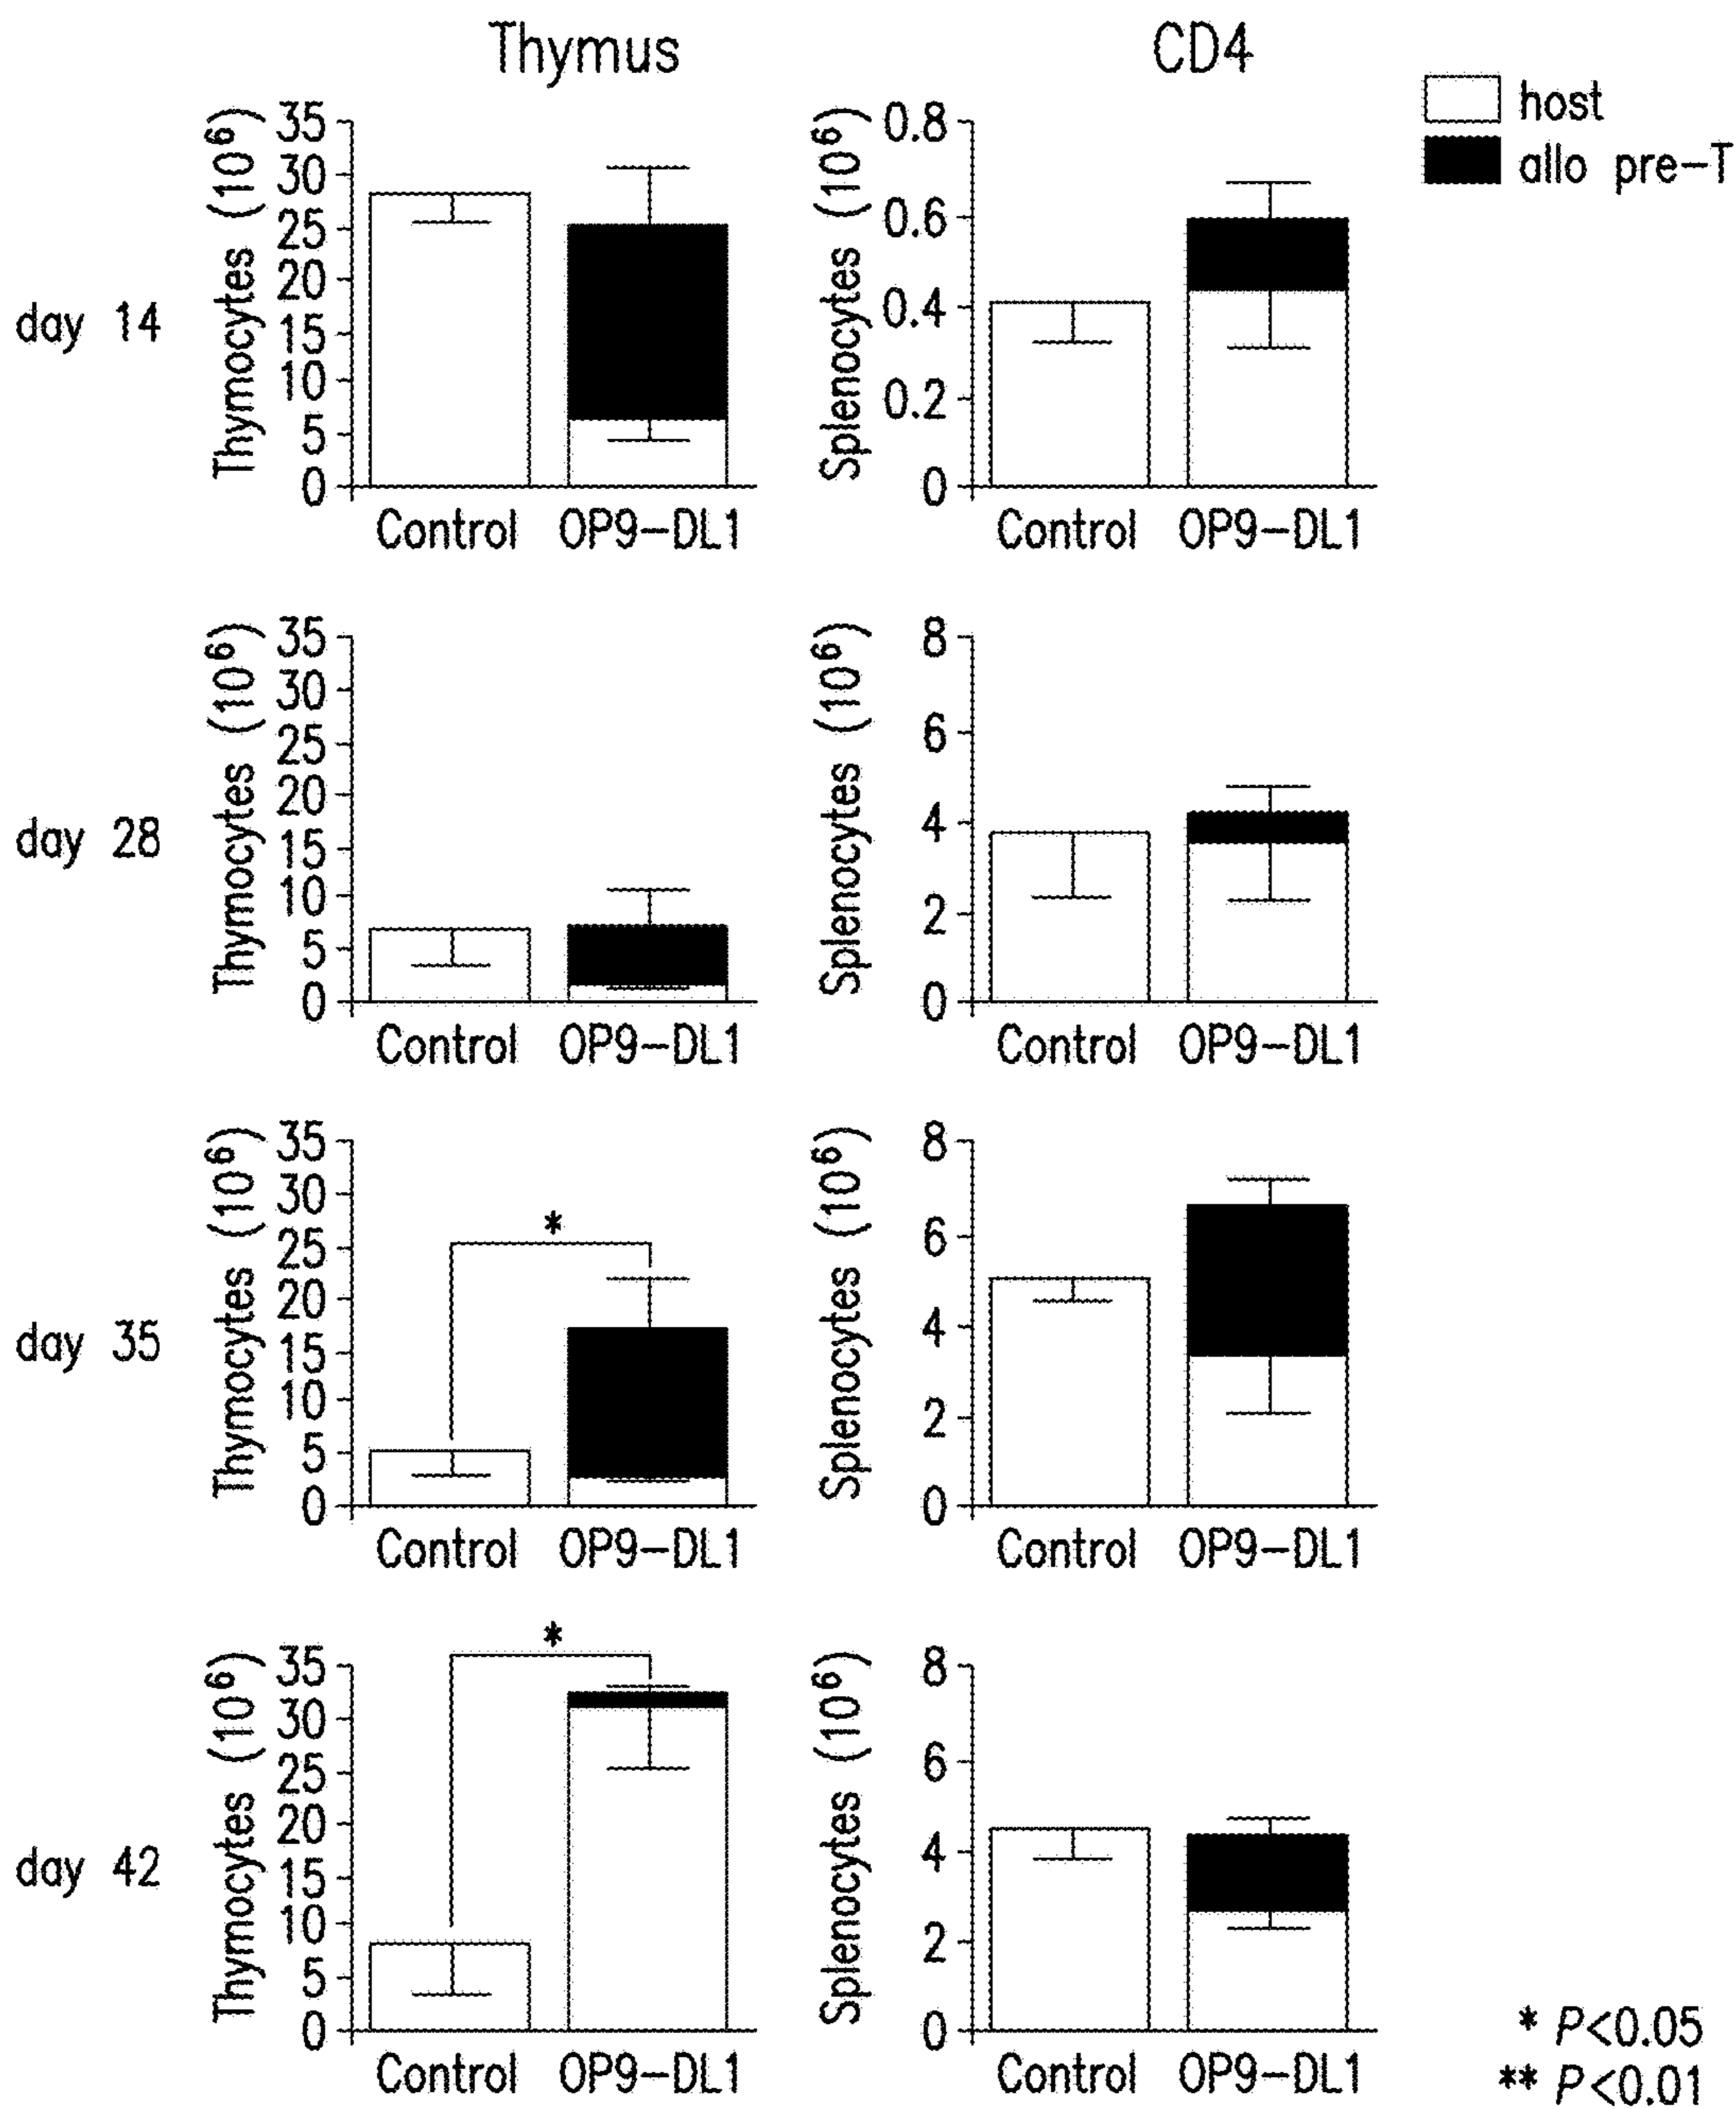 Thymus
CD4
host
allo pre-T
day 14
Thymocytes (10⁶)
35
30
25
20
15
10
5
0
Control OP9-DL1
Splenocytes (10⁶)
0.8
0.6
0.4
0.2
0
Control OP9-DL1
day 28
Thymocytes (10⁶)
35
30
25
20
15
10
5
0
Control OP9-DL1
Splenocytes (10⁶)
8
6
4
2
0
Control OP9-DL1
day 35
Thymocytes (10⁶)
35
30
25
20
15
10
5
0
*
Control OP9-DL1
Splenocytes (10⁶)
8
6
4
2
0
Control OP9-DL1
day 42
Thymocytes (10⁶)
35
30
25
20
15
10
5
0
*
Control OP9-DL1
Splenocytes (10⁶)
8
6
4
2
0
Control OP9-DL1
* P<0.05
** P<0.01